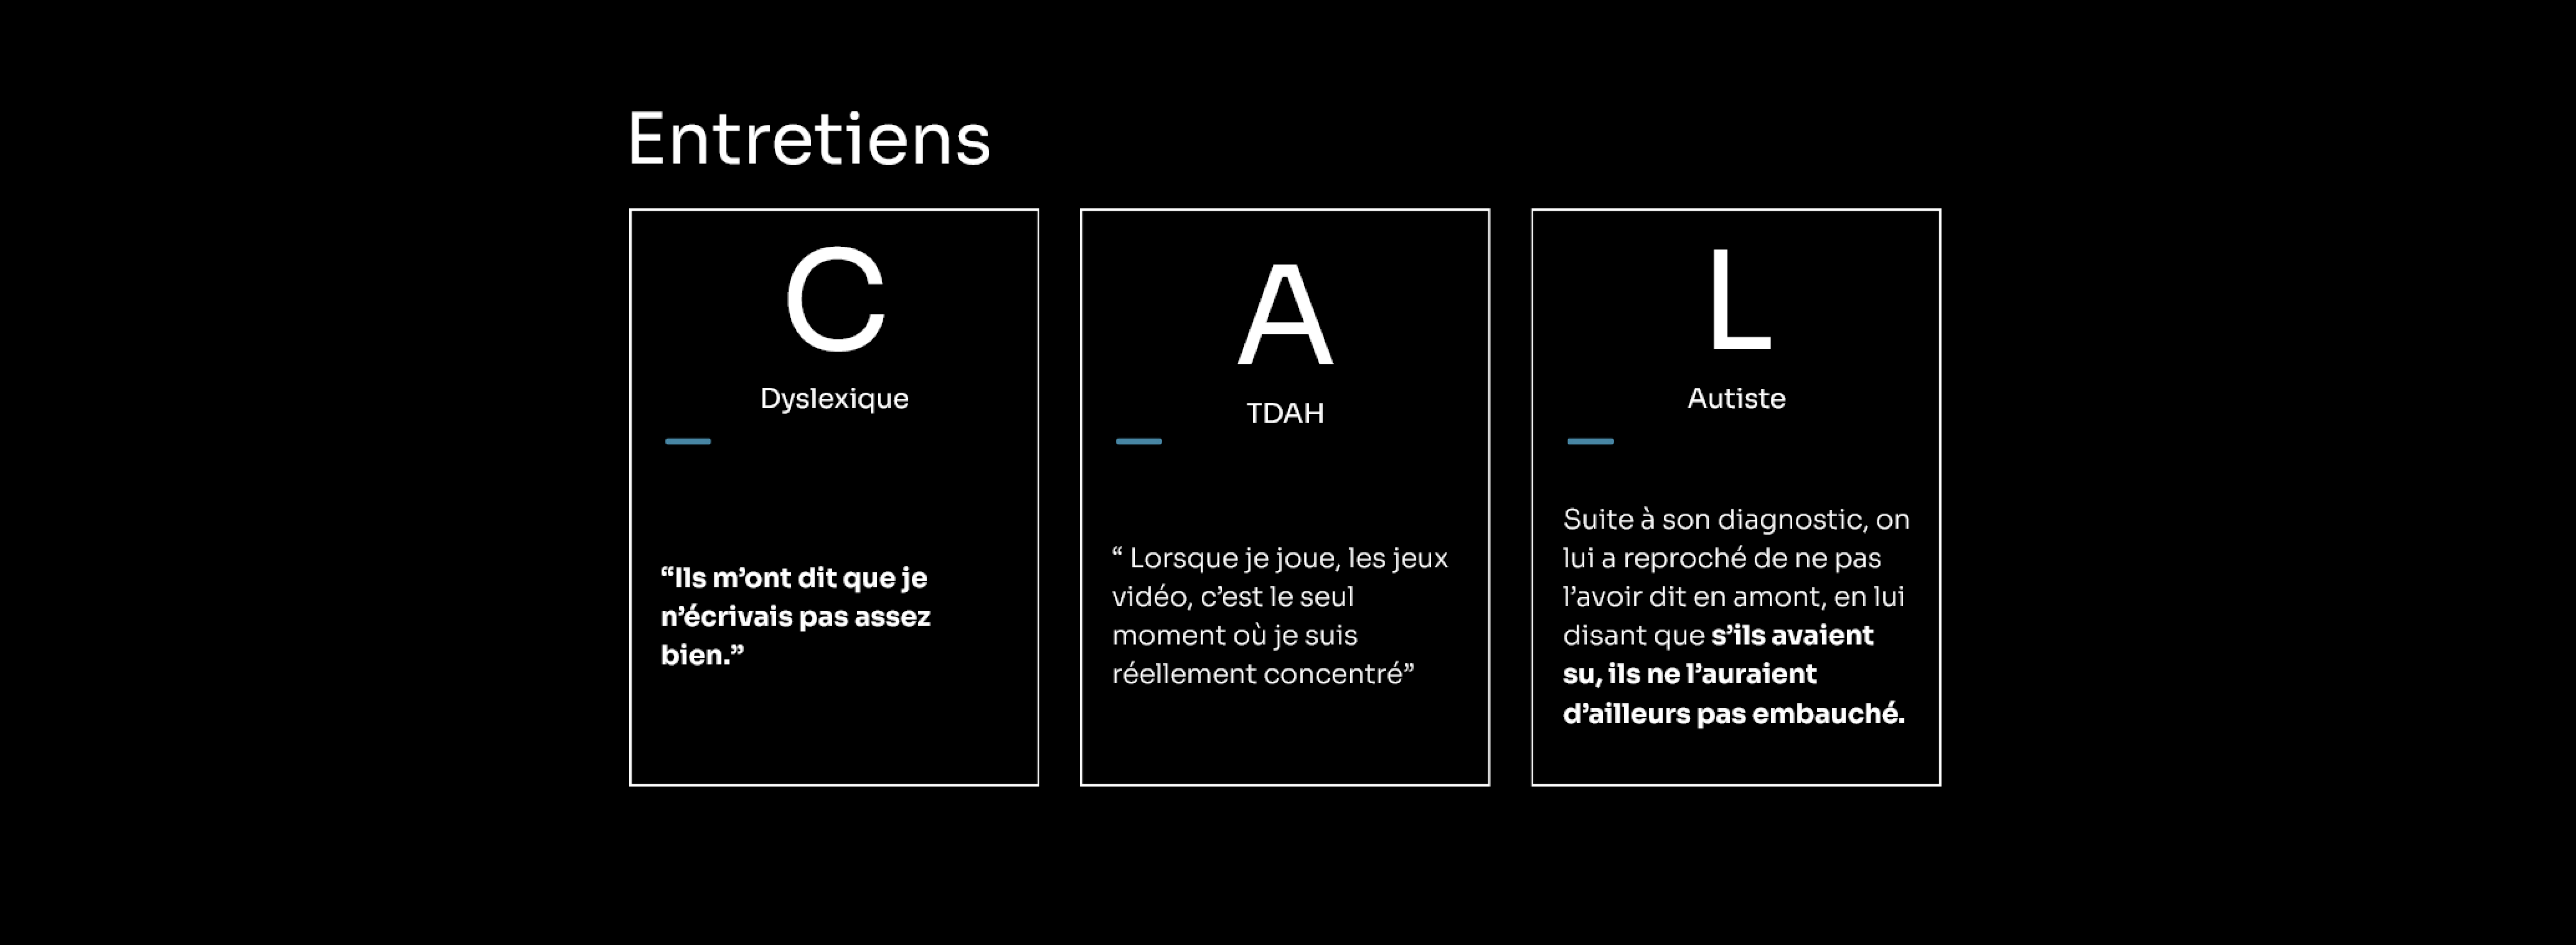 Entretiens
C
Dyslexique
“Ils m’ont dit que je
n’écrivais pas assez
bien.”
A
TDAH
“ Lorsque je joue, les jeux
vidéo, c’est le seul
moment où je suis
réellement concentré”
L
Autiste
Suite à son diagnostic, on
lui a reproché de ne pas
l’avoir dit en amont, en lui
disant que s’ils avaient
su, ils ne l’auraient
d’ailleurs pas embauché.